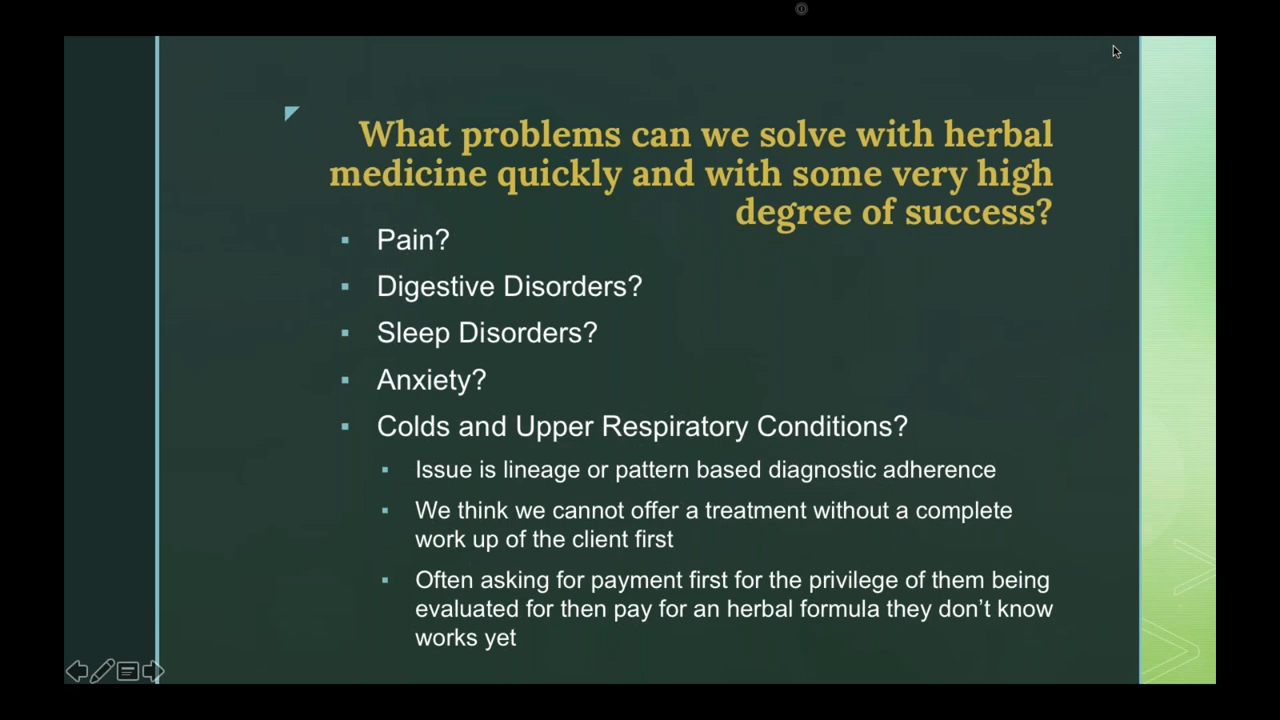 What problems can we solve with herbal
medicine quickly and with some very high
degree of success?
Pain?
Digestive Disorders?
Sleep Disorders?
Anxiety?
Colds and Upper Respiratory Conditions?
Issue is lineage or pattern based diagnostic adherence
We think we cannot offer a treatment without a complete
work up of the client first
Often asking for payment first for the privilege of them being
evaluated for then pay for an herbal formula they don’t know
works yet